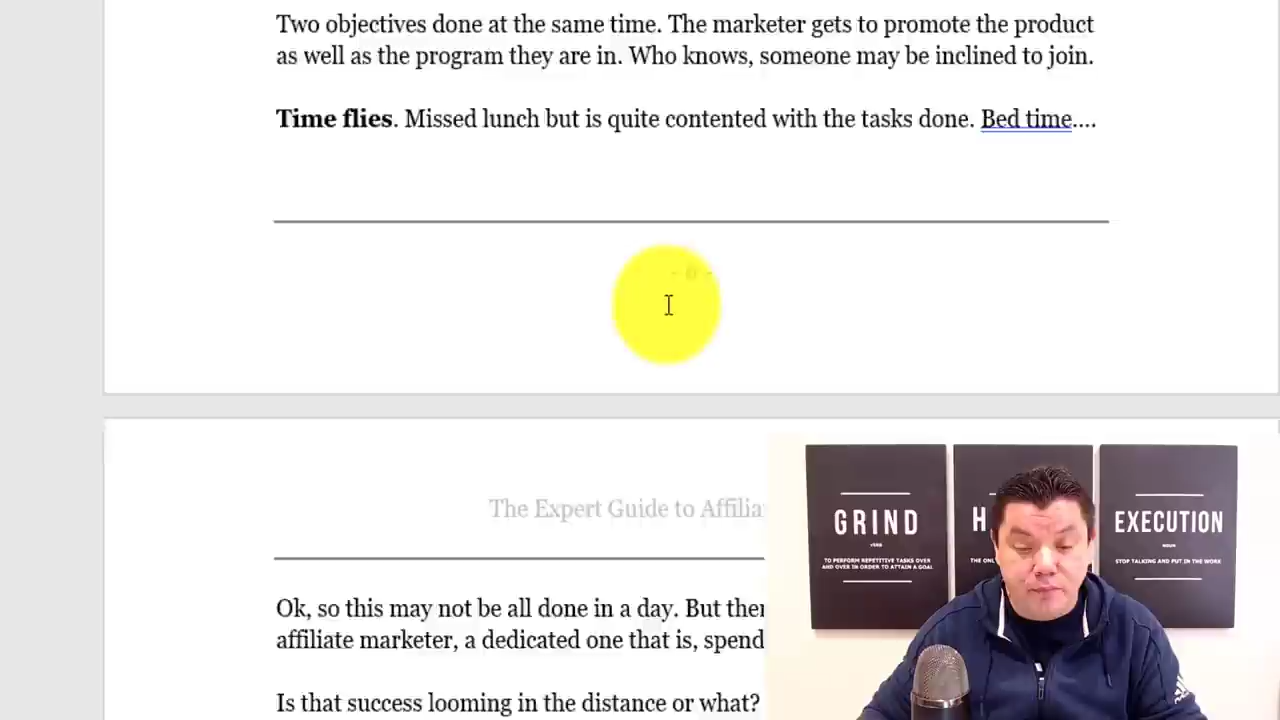 Two objectives done at the same time. The marketer gets to promote the product
as well as the program they are in. Who knows, someone may be inclined to join.
Time flies. Missed lunch but is quite contented with the tasks done. Bed time....
The Expert Guide to Affilia
Ok, so this may not be all done in a day. But ther
affiliate marketer, a dedicated one that is, spend
Is that success looming in the distance or what?
GRIND
VERB
TO PERFORM REPETITIVE TASKS OVER
AND OVER IN ORDER TO ATTAIN A GOAL
H
THE ONL
EXECUTION
NOUN
STOP TALKING AND PUT IN THE WORK